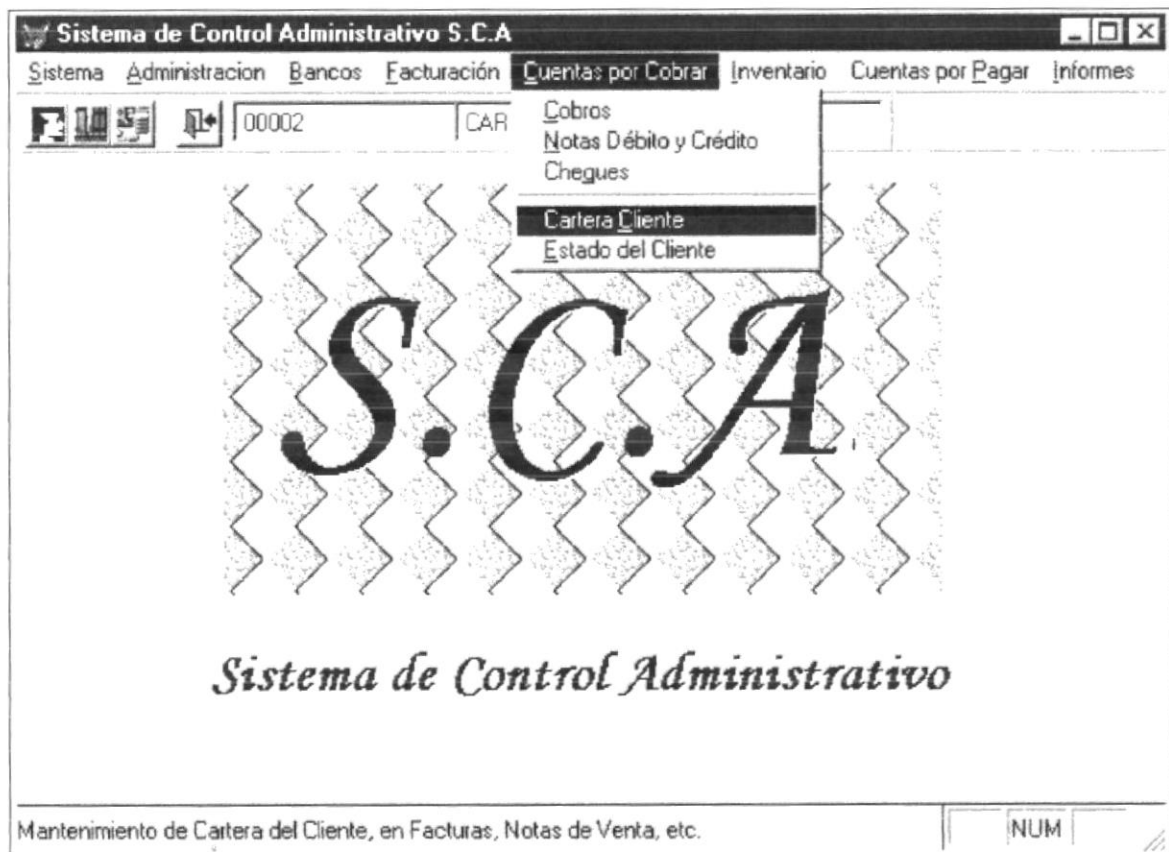 Sistema de Control Administrativo S.C.A
Sistema Administracion Bancos Facturación Cuentas por Cobrar Inventario Cuentas por Pagar Informes
00002 CAR
Cobros
Notas Débito y Crédito
Chegues
Cartera Cliente
Estado del Cliente
S.C.A
Sistema de Control Administrativo
Mantenimiento de Cartera del Cliente, en Facturas, Notas de Venta, etc. NUM